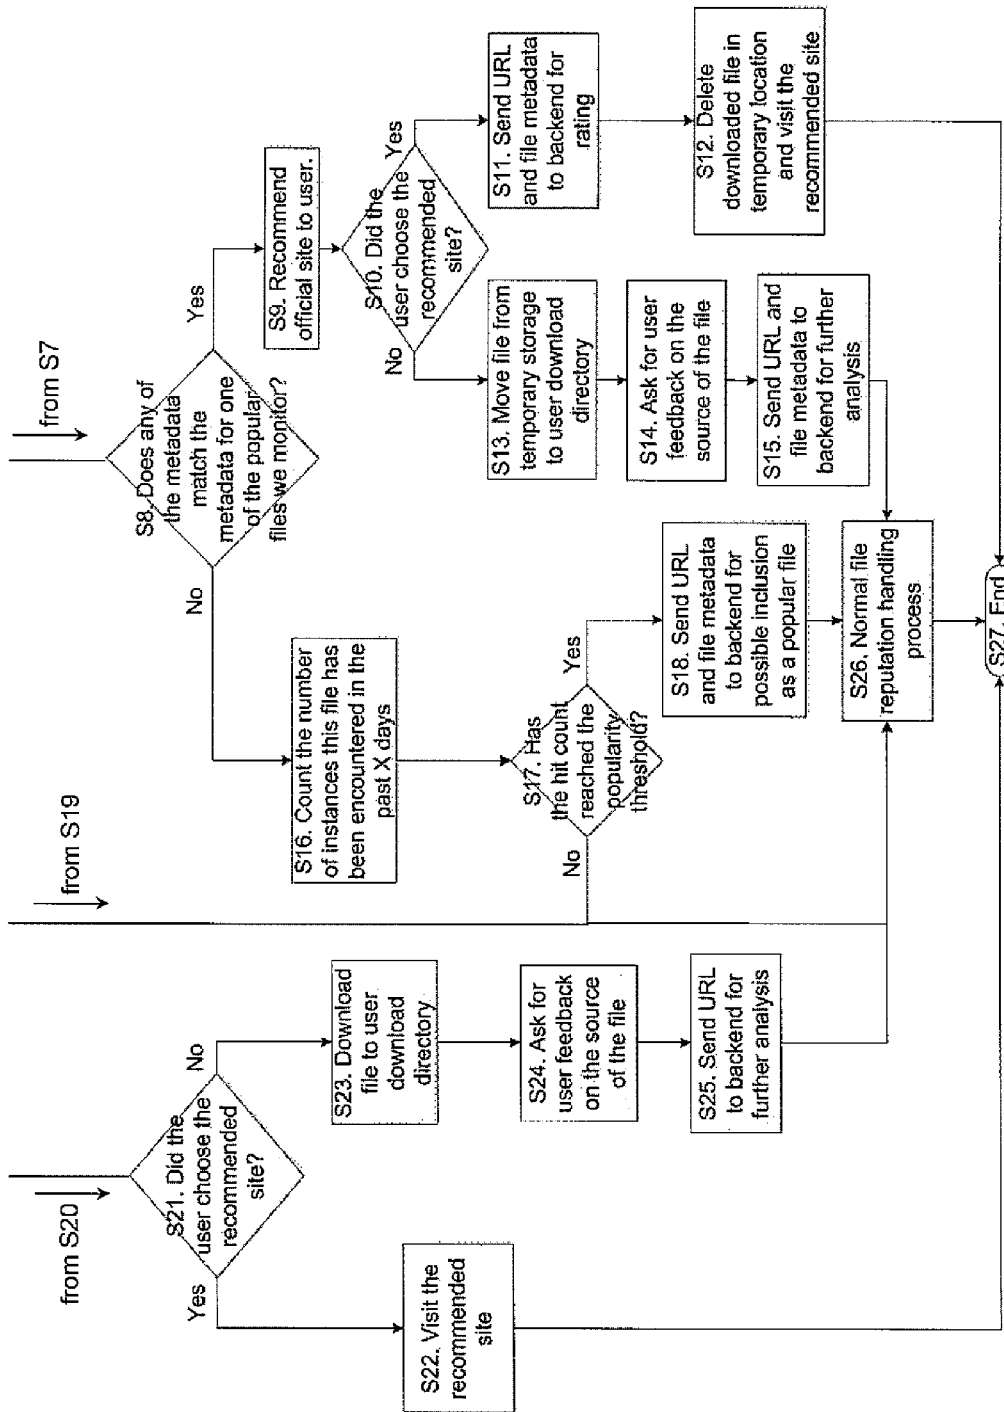 from S20
S21. Did the
user choose the
recommended
site?
Yes
No
S22. Visit the
recommended
site
S23. Download
file to user
download
directory
S24. Ask for
user feedback
on the source
of the file
S25. Send URL
to backend for
further analysis
from S19
from S7
S8. Does any of
the metadata
match the
metadata for one
of the popular
files we monitor?
No
Yes
S16. Count the number
of instances this file has
been encountered in the
past X days
S17. Has
the hit count
reached the
popularity
threshold?
No
Yes
S18. Send URL
and file metadata
to backend for
possible inclusion
as a popular file
S9. Recommend
official site to user.
S10. Did the
user choose the
recommended
site?
No
Yes
S13. Move file from
temporary storage
to user download
directory
S14. Ask for user
feedback on the
source of the file
S15. Send URL and
file metadata to
backend for further
analysis
S11. Send URL
and file metadata
to backend for
rating
S12. Delete
downloaded file in
temporary location
and visit the
recommended site
S26. Normal file
reputation handling
process
S27. End